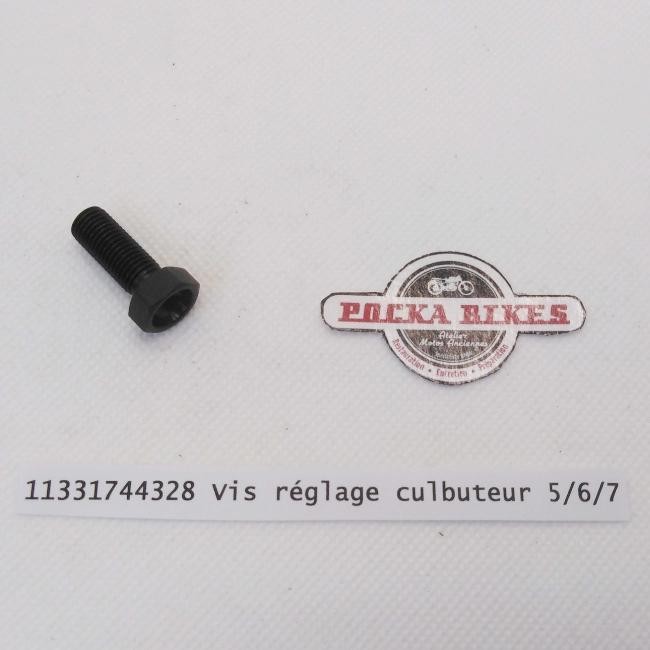 POCKA BIKES
Atelier
Motos Anciennes
Restauration • Entretien • Préparation
11331744328 Vis réglage culbuteur 5/6/7